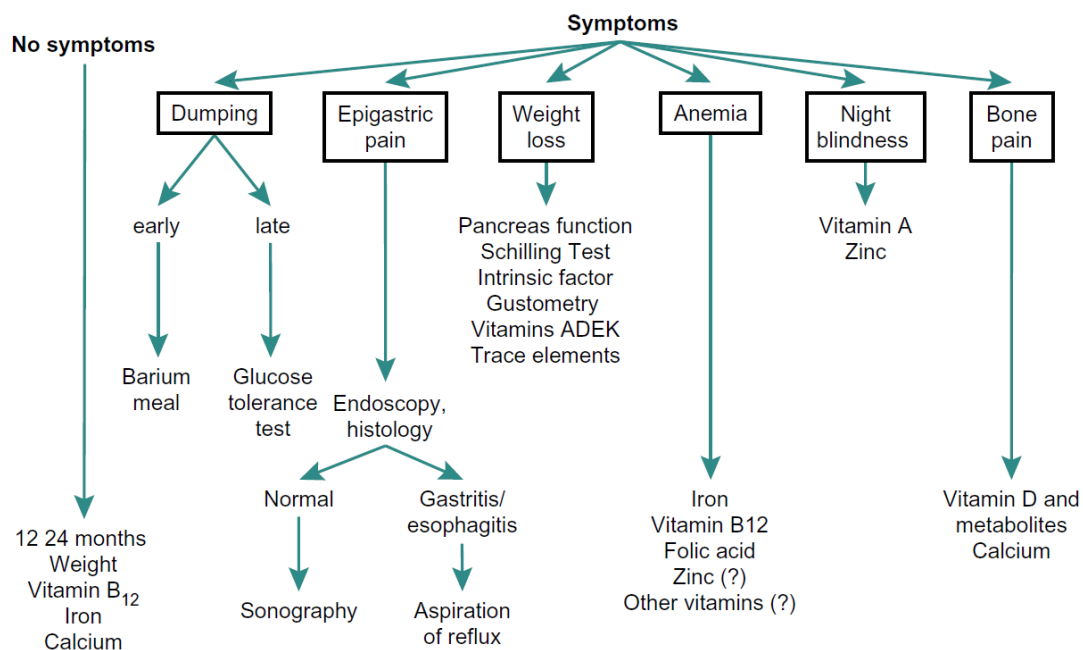 No symptoms
Symptoms
Dumping
Epigastric
pain
Weight
loss
Anemia
Night
blindness
Bone
pain
early
late
Pancreas function
Schilling Test
Intrinsic factor
Gustometry
Vitamins ADEK
Trace elements
Vitamin A
Zinc
Barium
meal
Glucose
tolerance
test
Endoscopy,
histology
Normal
Gastritis/
esophagitis
Iron
Vitamin B12
Folic acid
Zinc (?)
Other vitamins (?)
Vitamin D and
metabolites
Calcium
12 24 months
Weight
Vitamin B12
Iron
Calcium
Sonography
Aspiration
of reflux